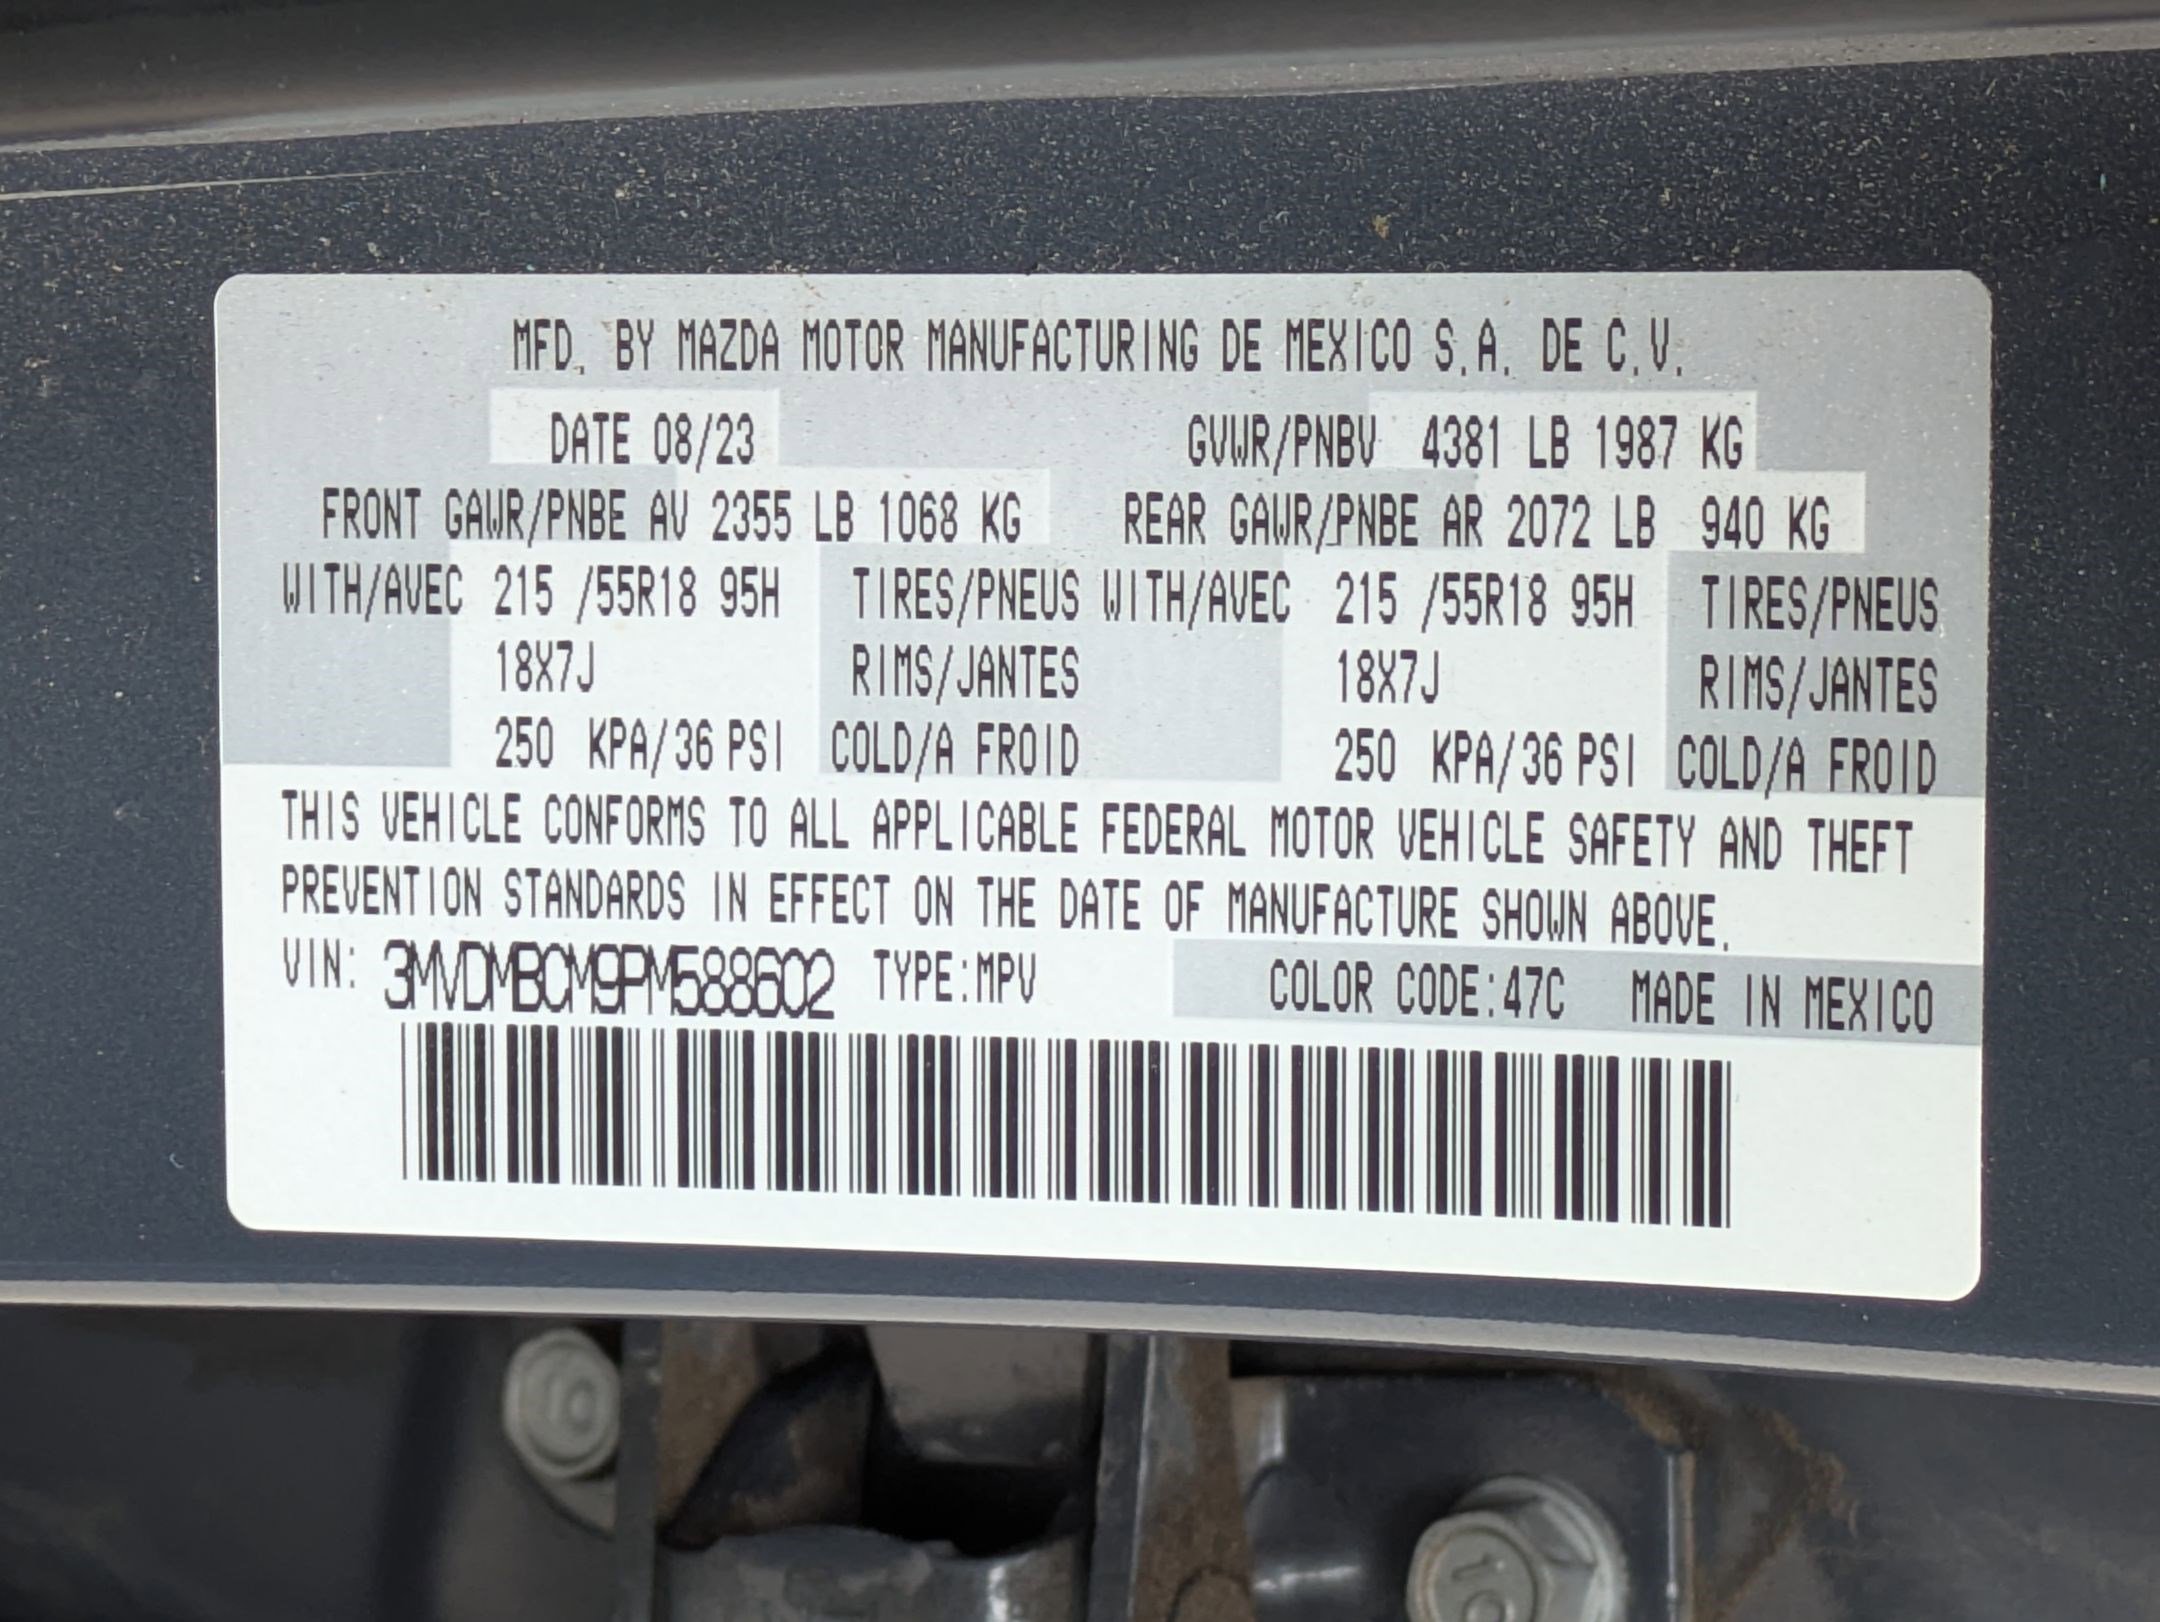 MFD. BY MAZDA MOTOR MANUFACTURING DE MEXICO S.A. DE C.V.
DATE 08/23 GVWR/PNBV 4381 LB 1987 KG
FRONT GAWR/PNBE AV 2355 LB 1068 KG REAR GAWR/PNBE AR 2072 LB 940 KG
WITH/AVEC 215 /55R18 95H TIRES/PNEUS WITH/AVEC 215 /55R18 95H TIRES/PNEUS
18X7J RIMS/JANTES 18X7J RIMS/JANTES
250 KPA/36 PSI COLD/A FROID 250 KPA/36 PSI COLD/A FROID
THIS VEHICLE CONFORMS TO ALL APPLICABLE FEDERAL MOTOR VEHICLE SAFETY AND THEFT
PREVENTION STANDARDS IN EFFECT ON THE DATE OF MANUFACTURE SHOWN ABOVE.
VIN: 3MVDMBCM9PM588602 TYPE:MPV COLOR CODE:47C MADE IN MEXICO
10